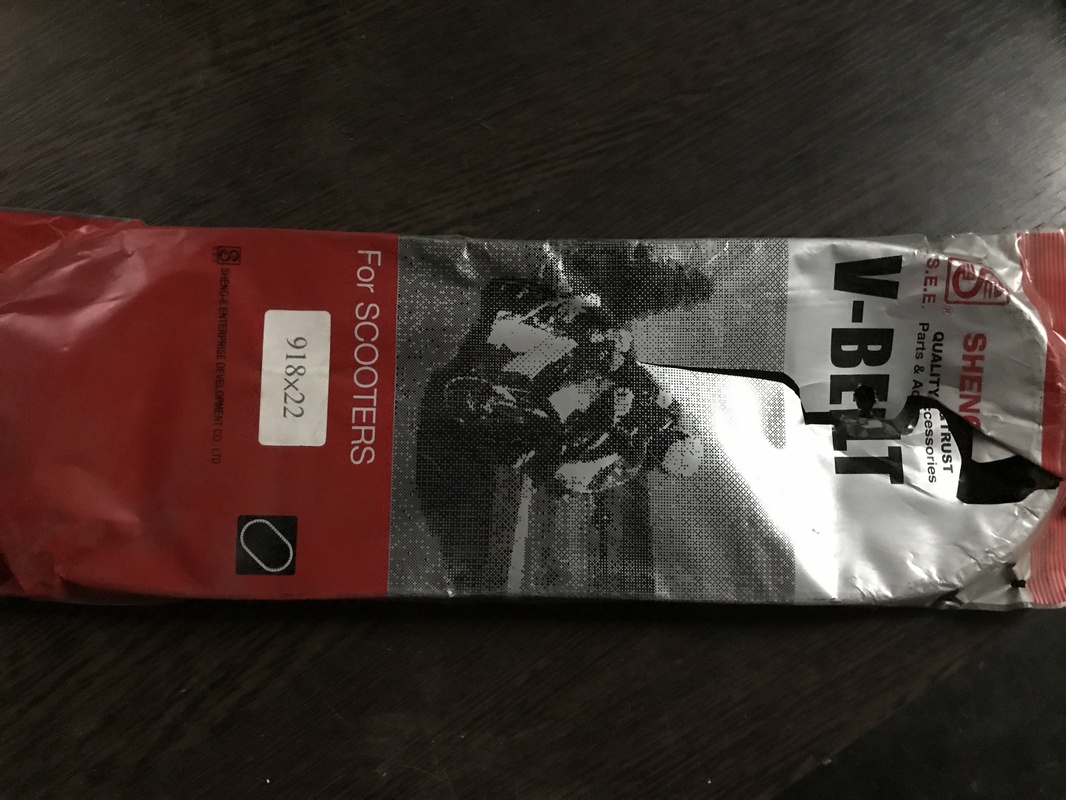 SHENG
S.E.E. ®
QUALITY & TRUST
Parts & Accessories
V-BELT
For SCOOTERS
918x22
SHENG-E ENTERPRISE DEVELOPMENT CO., LTD